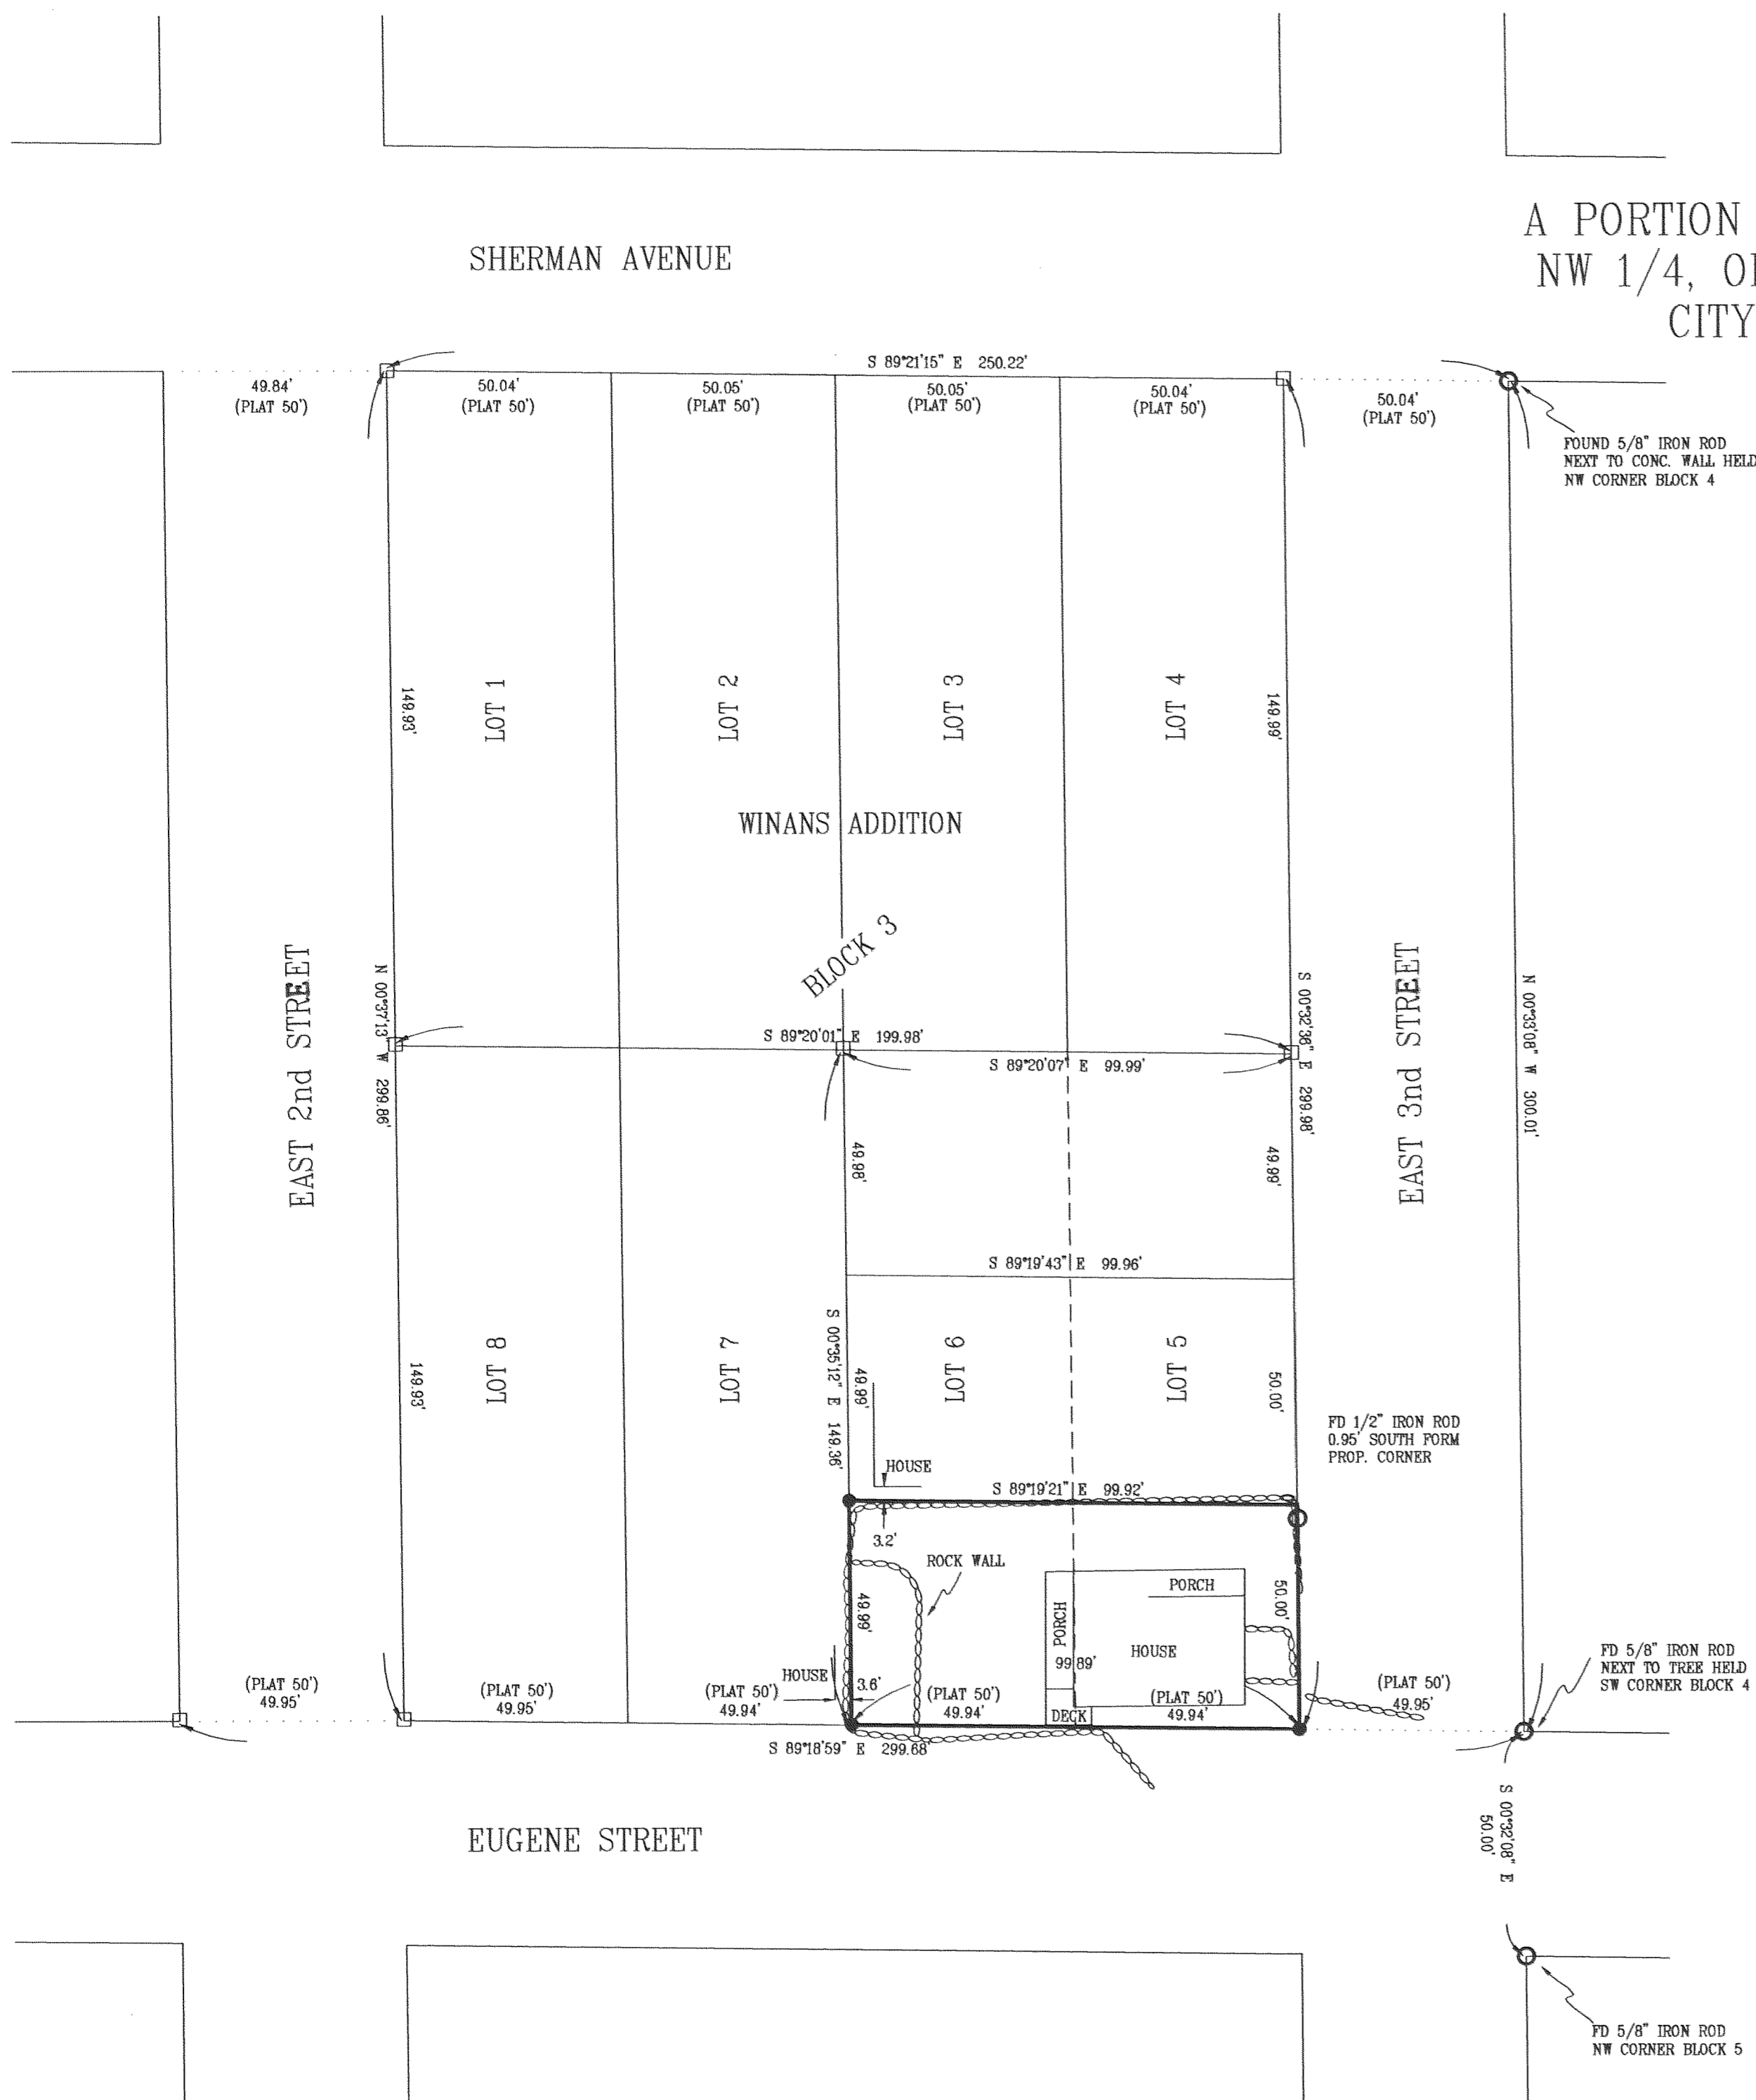 A PORTION
NW 1/4, O
CITY
SHERMAN AVENUE
S 89°21'15" E 250.22'
49.84'
(PLAT 50')
50.04'
(PLAT 50')
50.05'
(PLAT 50')
50.05'
(PLAT 50')
50.04'
(PLAT 50')
50.04'
(PLAT 50')
FOUND 5/8" IRON ROD
NEXT TO CONC. WALL HELD
NW CORNER BLOCK 4
149.93'
LOT 1
LOT 2
LOT 3
LOT 4
149.99'
WINANS ADDITION
BLOCK 3
EAST 2nd STREET
N 00°37'13" W 299.86'
S 89°20'01" E 199.98'
S 89°20'07" E 99.99'
S 00°32'38" E 299.98'
EAST 3nd STREET
N 00°33'08" W 300.01'
49.98'
49.99'
S 89°19'43" E 99.96'
149.93'
LOT 8
LOT 7
S 00°35'12" E 149.36'
49.99'
LOT 6
LOT 5
50.00'
FD 1/2" IRON ROD
0.95' SOUTH FORM
PROP. CORNER
HOUSE
S 89°19'21" E 99.92'
3.2'
ROCK WALL
49.99'
PORCH
PORCH
50.00'
HOUSE
99.89'
HOUSE
3.6'
DECK
(PLAT 50')
49.95'
(PLAT 50')
49.95'
(PLAT 50')
49.94'
(PLAT 50')
49.94'
(PLAT 50')
49.94'
(PLAT 50')
49.95'
FD 5/8" IRON ROD
NEXT TO TREE HELD
SW CORNER BLOCK 4
S 89°18'59" E 299.68'
EUGENE STREET
S 00°32'08" E
50.00'
FD 5/8" IRON ROD
NW CORNER BLOCK 5